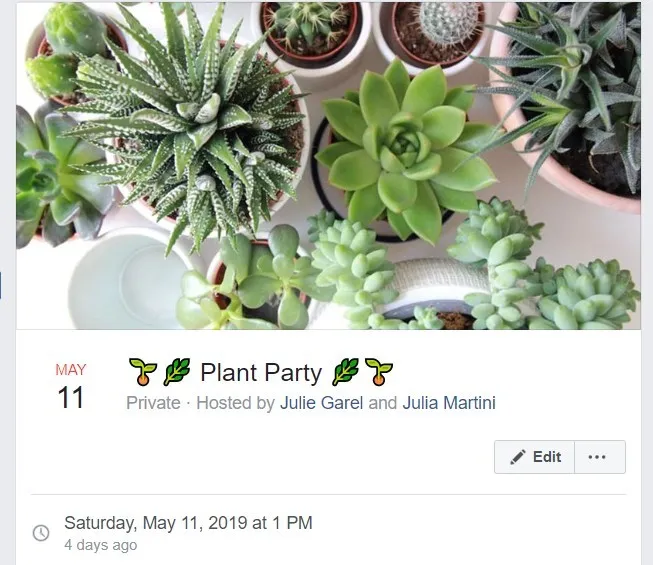 MAY
11
🌱🌿 Plant Party 🌿🌱
Private · Hosted by Julie Garel and Julia Martini
Edit
Saturday, May 11, 2019 at 1 PM
4 days ago